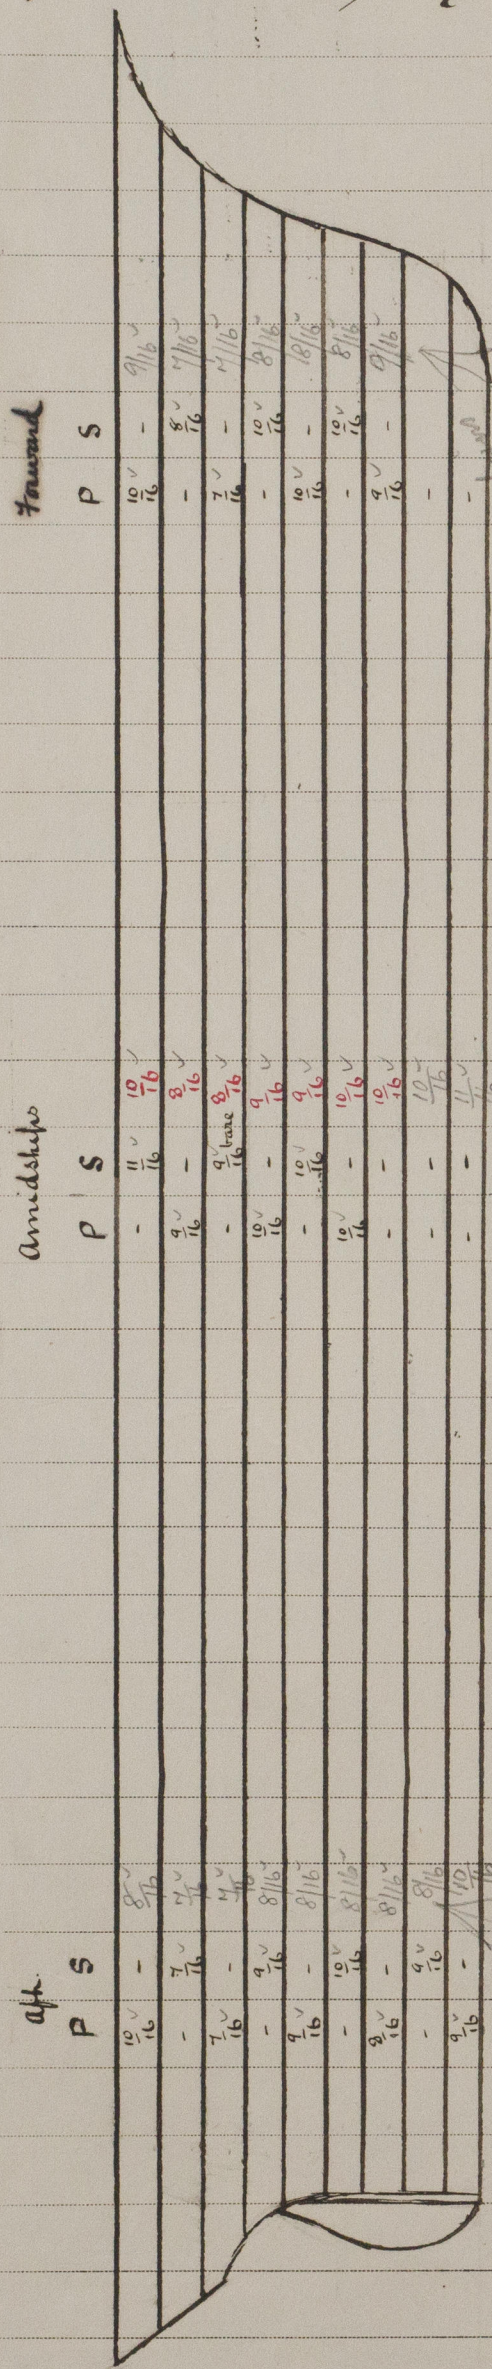 Aft. Amidships Forward
P S P S P S
10/16 - 8/16 - 11/16 10/16 10/16 - 9/16
- 7/16 7/16 9/16 - 8/16 - 8/16 7/16
7/16 - 7/16 - 9/16 bare 8/16 7/16 - 7/16
- 9/16 8/16 10/16 - 9/16 - 10/16 8/16
9/16 - 8/16 - 10/16 9/16 10/16 - 8/16
- 10/16 8/16 10/16 - 10/16 - 10/16 8/16
8/16 - 8/16 - - 10/16 9/16 - 9/16
- 9/16 8/16 - - 10/16 -
9/16 - 10/16 - - 11 -